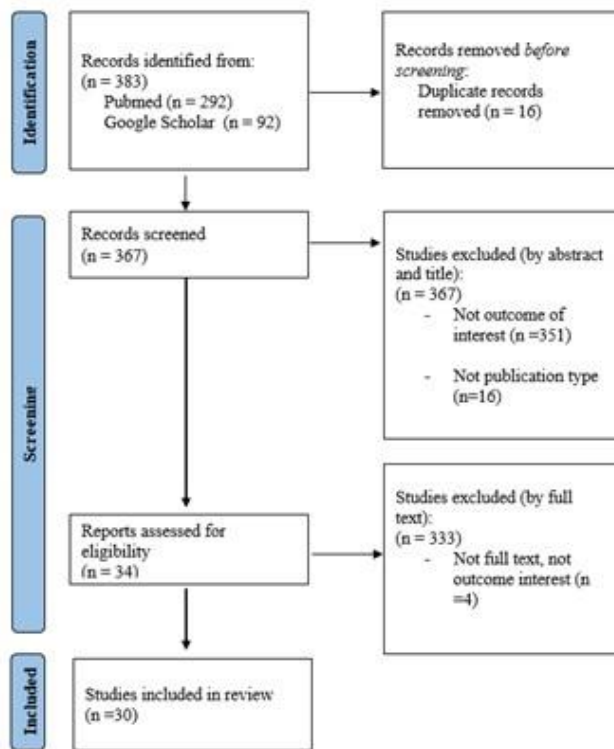 Identification
Records identified from:
(n = 383)
Pubmed (n = 292)
Google Scholar (n = 92)
Records removed before
screening:
Duplicate records
removed (n = 16)
Screening
Records screened
(n = 367)
Studies excluded (by abstract
and title):
(n = 367)
- Not outcome of
interest (n =351)
- Not publication type
(n=16)
Reports assessed for
eligibility
(n = 34)
Studies excluded (by full
text):
(n = 333)
- Not full text, not
outcome interest (n
=4)
Included
Studies included in review
(n =30)